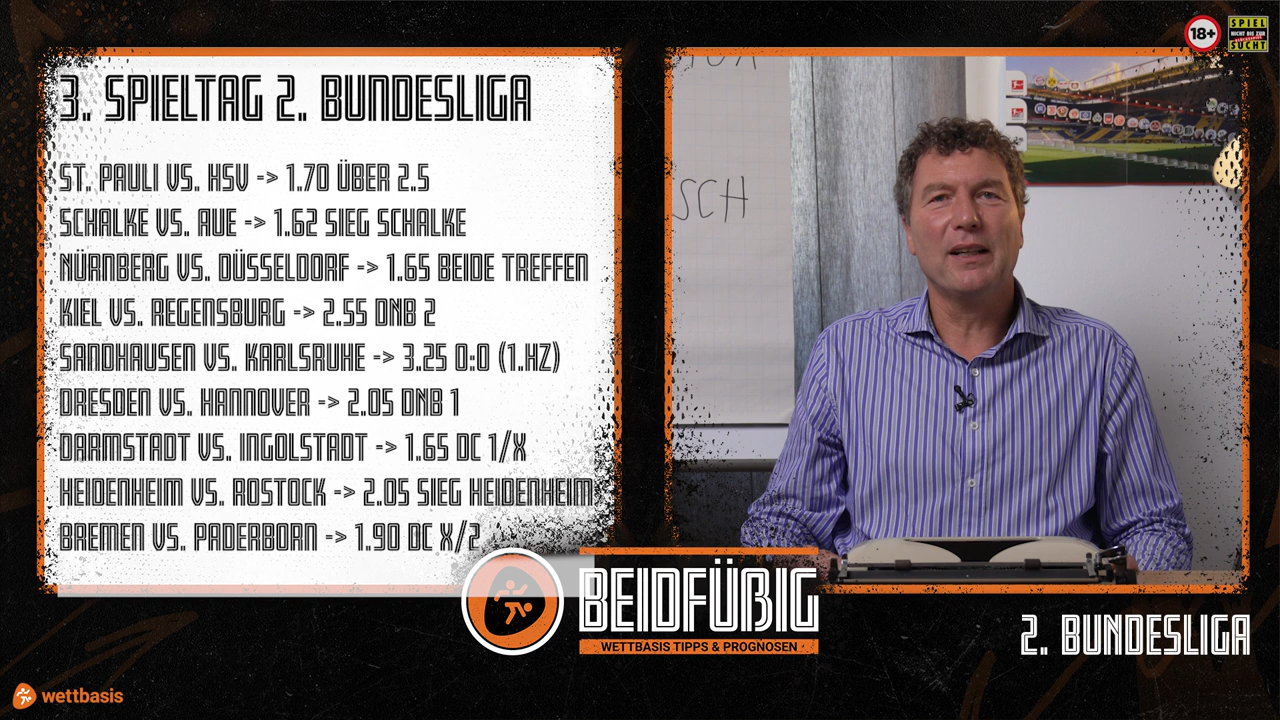 18+
SPIEL
NICHT BIS ZUR
SUCHT
3. SPIELTAG 2. BUNDESLIGA
ST. PAULI VS. HSV -> 1.70 ÜBER 2.5
SCHALKE VS. AUE -> 1.62 SIEG SCHALKE
NÜRNBERG VS. DÜSSELDORF -> 1.65 BEIDE TREFFEN
KIEL VS. REGENSBURG -> 2.55 DNB 2
SANDHAUSEN VS. KARLSRUHE -> 3.25 0:0 (1.HZ)
DRESDEN VS. HANNOVER -> 2.05 DNB 1
DARMSTADT VS. INGOLSTADT -> 1.65 DC 1/X
HEIDENHEIM VS. ROSTOCK -> 2.05 SIEG HEIDENHEIM
BREMEN VS. PADERBORN -> 1.90 DC X/2
SCH
BEIDFÜßIG
WETTBASIS TIPPS & PROGNOSEN
2. BUNDESLIGA
wettbasis